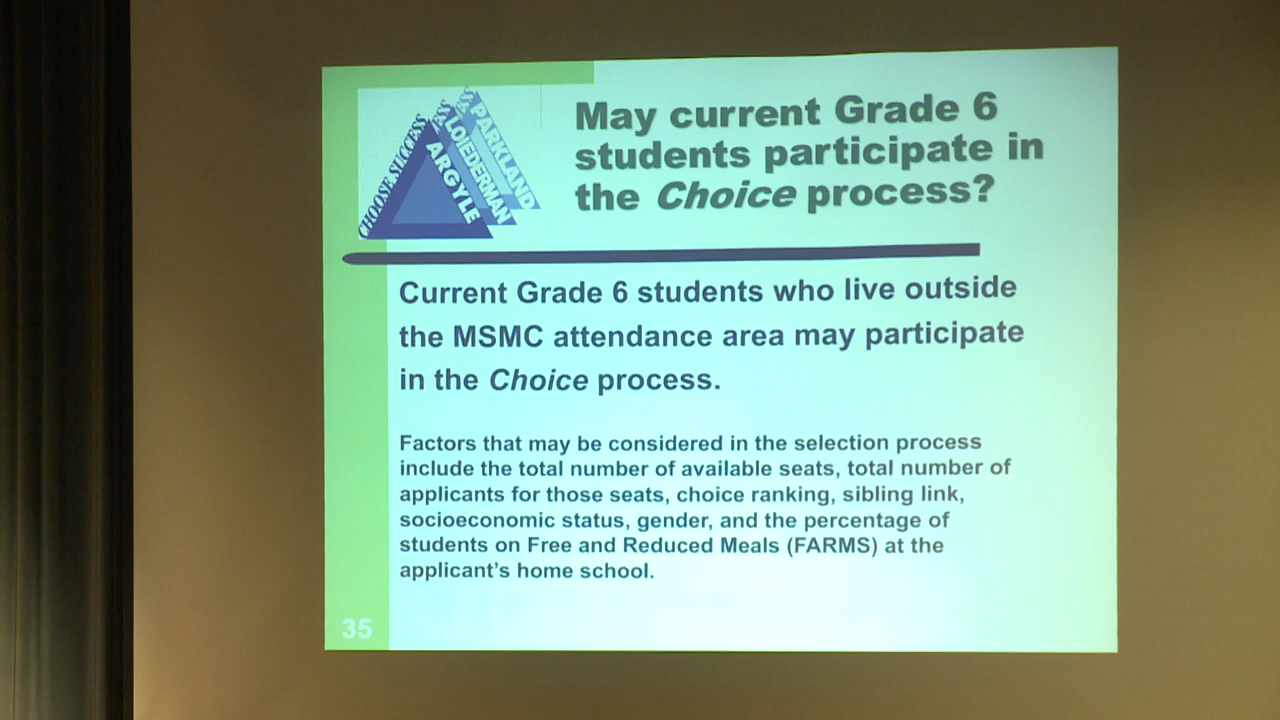 May current Grade 6
students participate in
the Choice process?
CHOOSE SUCCESS
ARGYLE
LOIEDERMAN
PARKLAND
Current Grade 6 students who live outside
the MSMC attendance area may participate
in the Choice process.
Factors that may be considered in the selection process
include the total number of available seats, total number of
applicants for those seats, choice ranking, sibling link,
socioeconomic status, gender, and the percentage of
students on Free and Reduced Meals (FARMS) at the
applicant's home school.
35